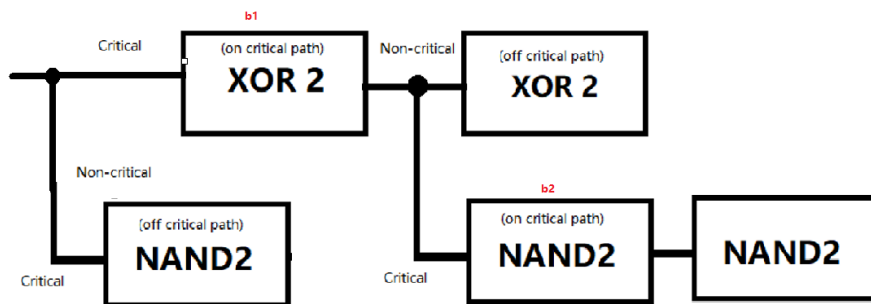 b1
Critical
(on critical path)
XOR 2
Non-critical
(off critical path)
XOR 2
Non-critical
(off critical path)
NAND2
Critical
b2
(on critical path)
NAND2
Critical
NAND2